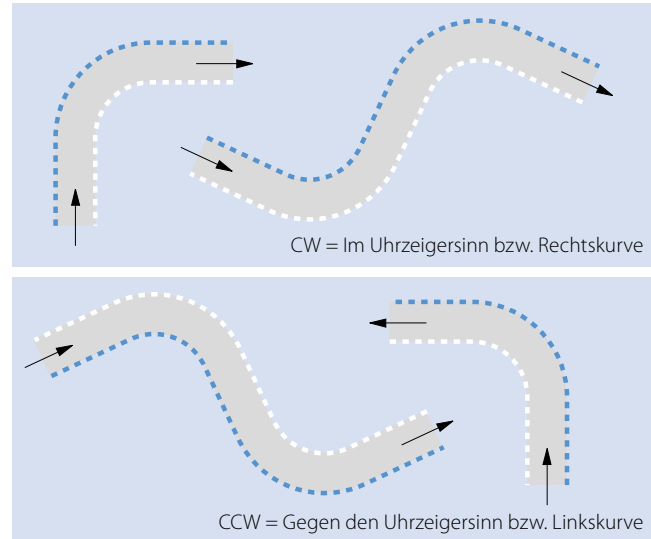 CW = Im Uhrzeigersinn bzw. Rechtskurve
CCW = Gegen den Uhrzeigersinn bzw. Linkskurve